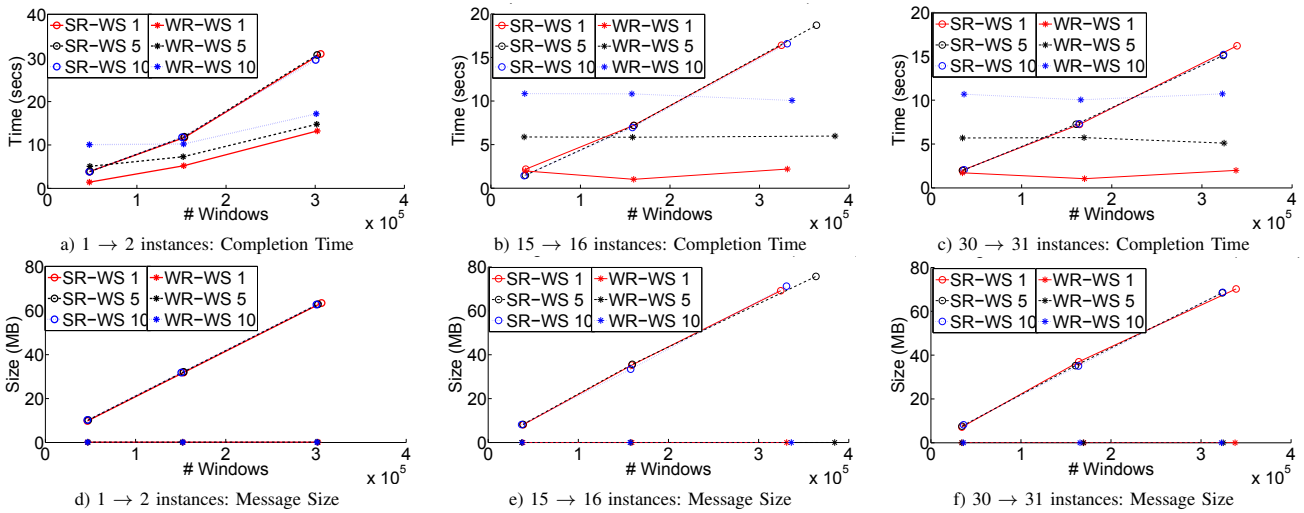 40
30
20
10
0
Time (secs)
SR−WS 1
SR−WS 5
SR−WS 10
WR−WS 1
WR−WS 5
WR−WS 10
0 1 2 3 4
# Windows
x 10^5
a) 1 → 2 instances: Completion Time
20
15
10
5
0
Time (secs)
SR−WS 1
SR−WS 5
SR−WS 10
WR−WS 1
WR−WS 5
WR−WS 10
0 1 2 3 4
# Windows
x 10^5
b) 15 → 16 instances: Completion Time
20
15
10
5
0
Time (secs)
SR−WS 1
SR−WS 5
SR−WS 10
WR−WS 1
WR−WS 5
WR−WS 10
0 1 2 3 4
# Windows
x 10^5
c) 30 → 31 instances: Completion Time
80
60
40
20
0
Size (MB)
SR−WS 1
SR−WS 5
SR−WS 10
WR−WS 1
WR−WS 5
WR−WS 10
0 1 2 3 4
# Windows
x 10^5
d) 1 → 2 instances: Message Size
80
60
40
20
0
Size (MB)
SR−WS 1
SR−WS 5
SR−WS 10
WR−WS 1
WR−WS 5
WR−WS 10
0 1 2 3 4
# Windows
x 10^5
e) 15 → 16 instances: Message Size
80
60
40
20
0
Size (MB)
SR−WS 1
SR−WS 5
SR−WS 10
WR−WS 1
WR−WS 5
WR−WS 10
0 1 2 3 4
# Windows
x 10^5
f) 30 → 31 instances: Message Size